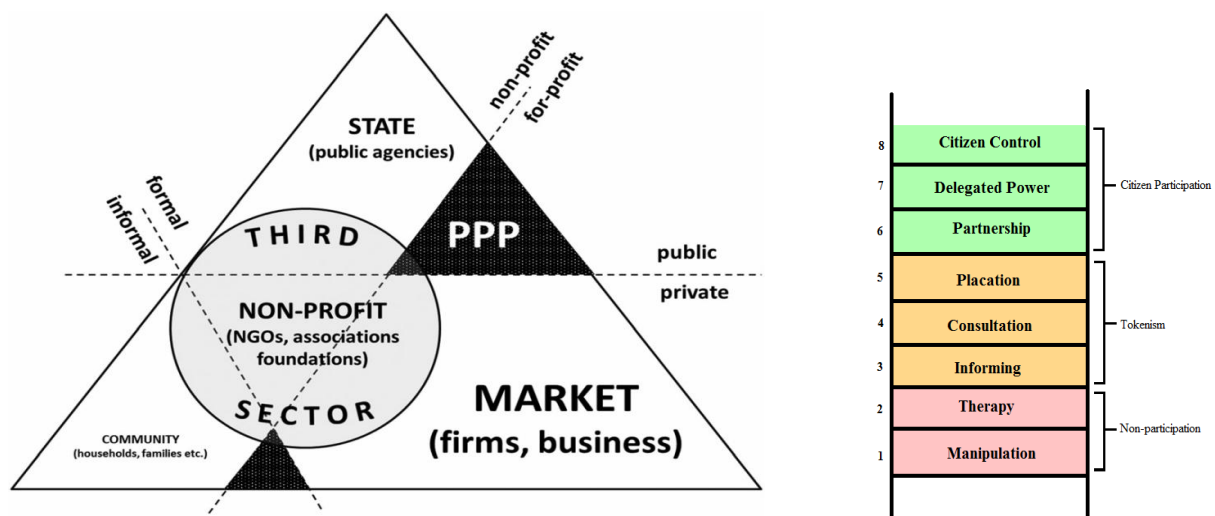 non-profit
for-profit
STATE
(public agencies)
formal
informal
THIRD
PPP
public
private
NON-PROFIT
(NGOs, associations
foundations)
SECTOR
MARKET
(firms, business)
COMMUNITY
(households, families etc.)
8 Citizen Control
7 Delegated Power
Citizen Participation
6 Partnership
5 Placation
4 Consultation
Tokenism
3 Informing
2 Therapy
Non-participation
1 Manipulation